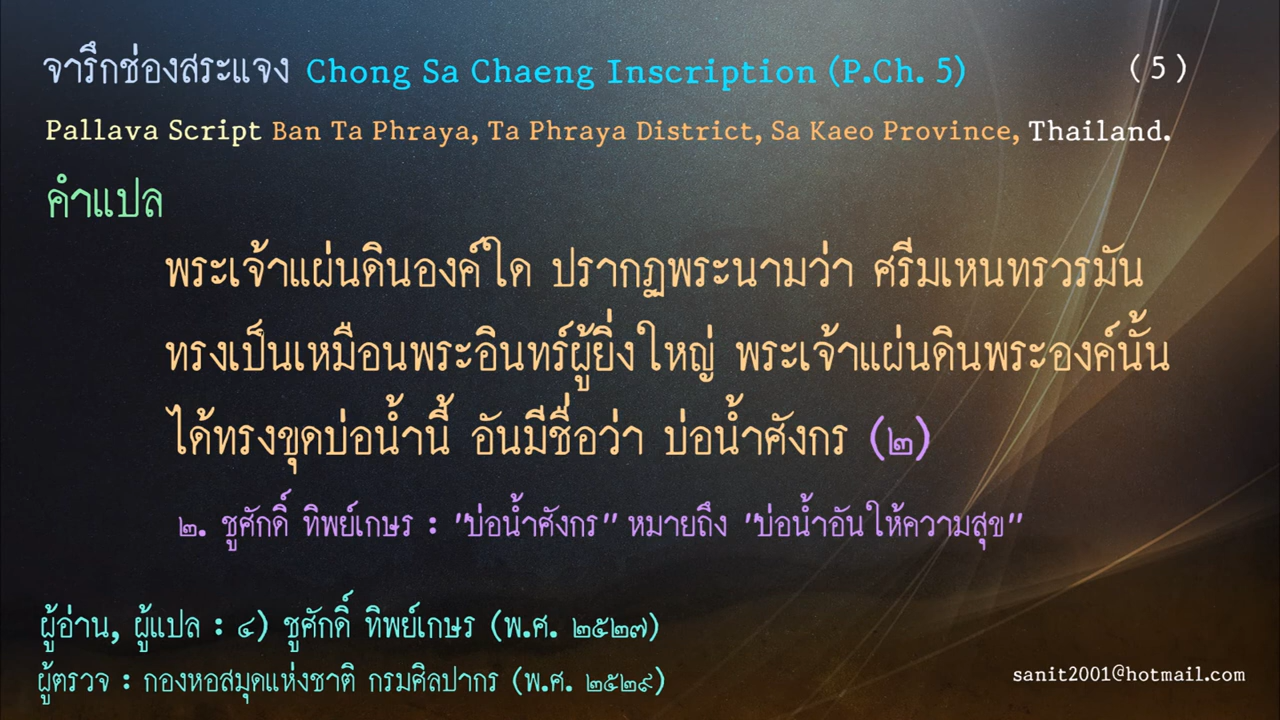 จารึกช่องสระแจง Chong Sa Chaeng Inscription (P.Ch. 5) (5)
Pallava Script Ban Ta Phraya, Ta Phraya District, Sa Kaeo Province, Thailand.
คำแปล
พระเจ้าแผ่นดินองค์ใด ปรากฏพระนามว่า ศรีมเหนทรวรมัน
ทรงเป็นเหมือนพระอินทร์ผู้ยิ่งใหญ่ พระเจ้าแผ่นดินพระองค์นั้น
ได้ทรงขุดบ่อน้ำนี้ อันมีชื่อว่า บ่อน้ำศังกร (๒)
๒. ชูศักดิ์ ทิพย์เกษร : "บ่อน้ำศังกร" หมายถึง "บ่อน้ำอันให้ความสุข"
ผู้อ่าน, ผู้แปล : ๔) ชูศักดิ์ ทิพย์เกษร (พ.ศ. ๒๕๒๗)
ผู้ตรวจ : กองหอสมุดแห่งชาติ กรมศิลปากร (พ.ศ. ๒๕๒๙)
sanit2001@hotmail.com